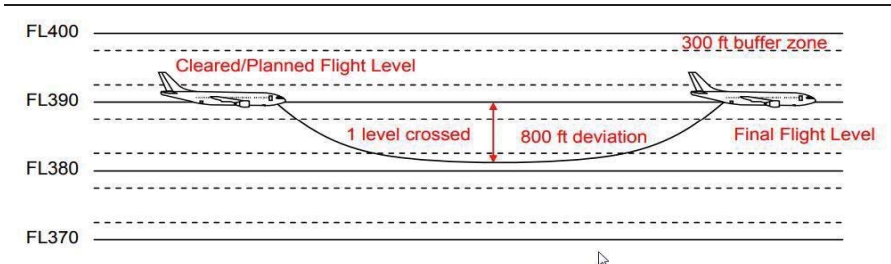 FL400
300 ft buffer zone
Cleared/Planned Flight Level
FL390
1 level crossed
800 ft deviation
Final Flight Level
FL380
FL370